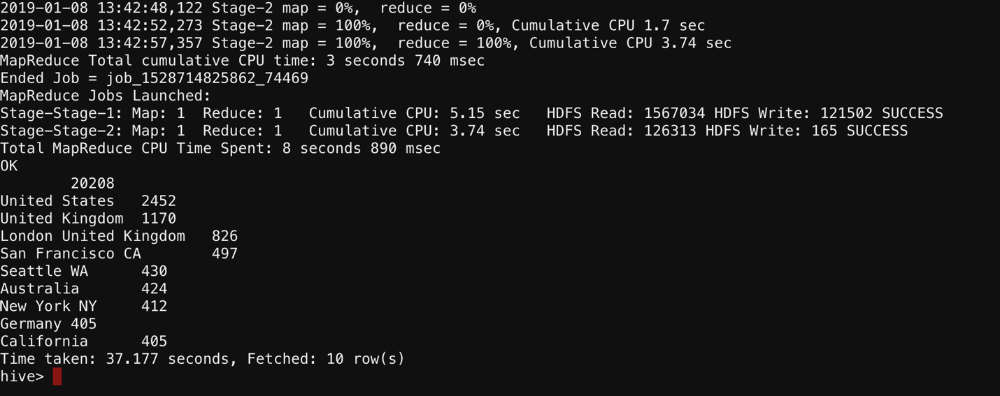 2019-01-08 13:42:48,122 Stage-2 map = 0%,  reduce = 0%
2019-01-08 13:42:52,273 Stage-2 map = 100%,  reduce = 0%, Cumulative CPU 1.7 sec
2019-01-08 13:42:57,357 Stage-2 map = 100%,  reduce = 100%, Cumulative CPU 3.74 sec
MapReduce Total cumulative CPU time: 3 seconds 740 msec
Ended Job = job_1528714825862_74469
MapReduce Jobs Launched:
Stage-Stage-1: Map: 1  Reduce: 1   Cumulative CPU: 5.15 sec   HDFS Read: 1567034 HDFS Write: 121502 SUCCESS
Stage-Stage-2: Map: 1  Reduce: 1   Cumulative CPU: 3.74 sec   HDFS Read: 126313 HDFS Write: 165 SUCCESS
Total MapReduce CPU Time Spent: 8 seconds 890 msec
OK
        20208
United States   2452
United Kingdom  1170
London United Kingdom   826
San Francisco CA        497
Seattle WA      430
Australia       424
New York NY     412
Germany 405
California      405
Time taken: 37.177 seconds, Fetched: 10 row(s)
hive>